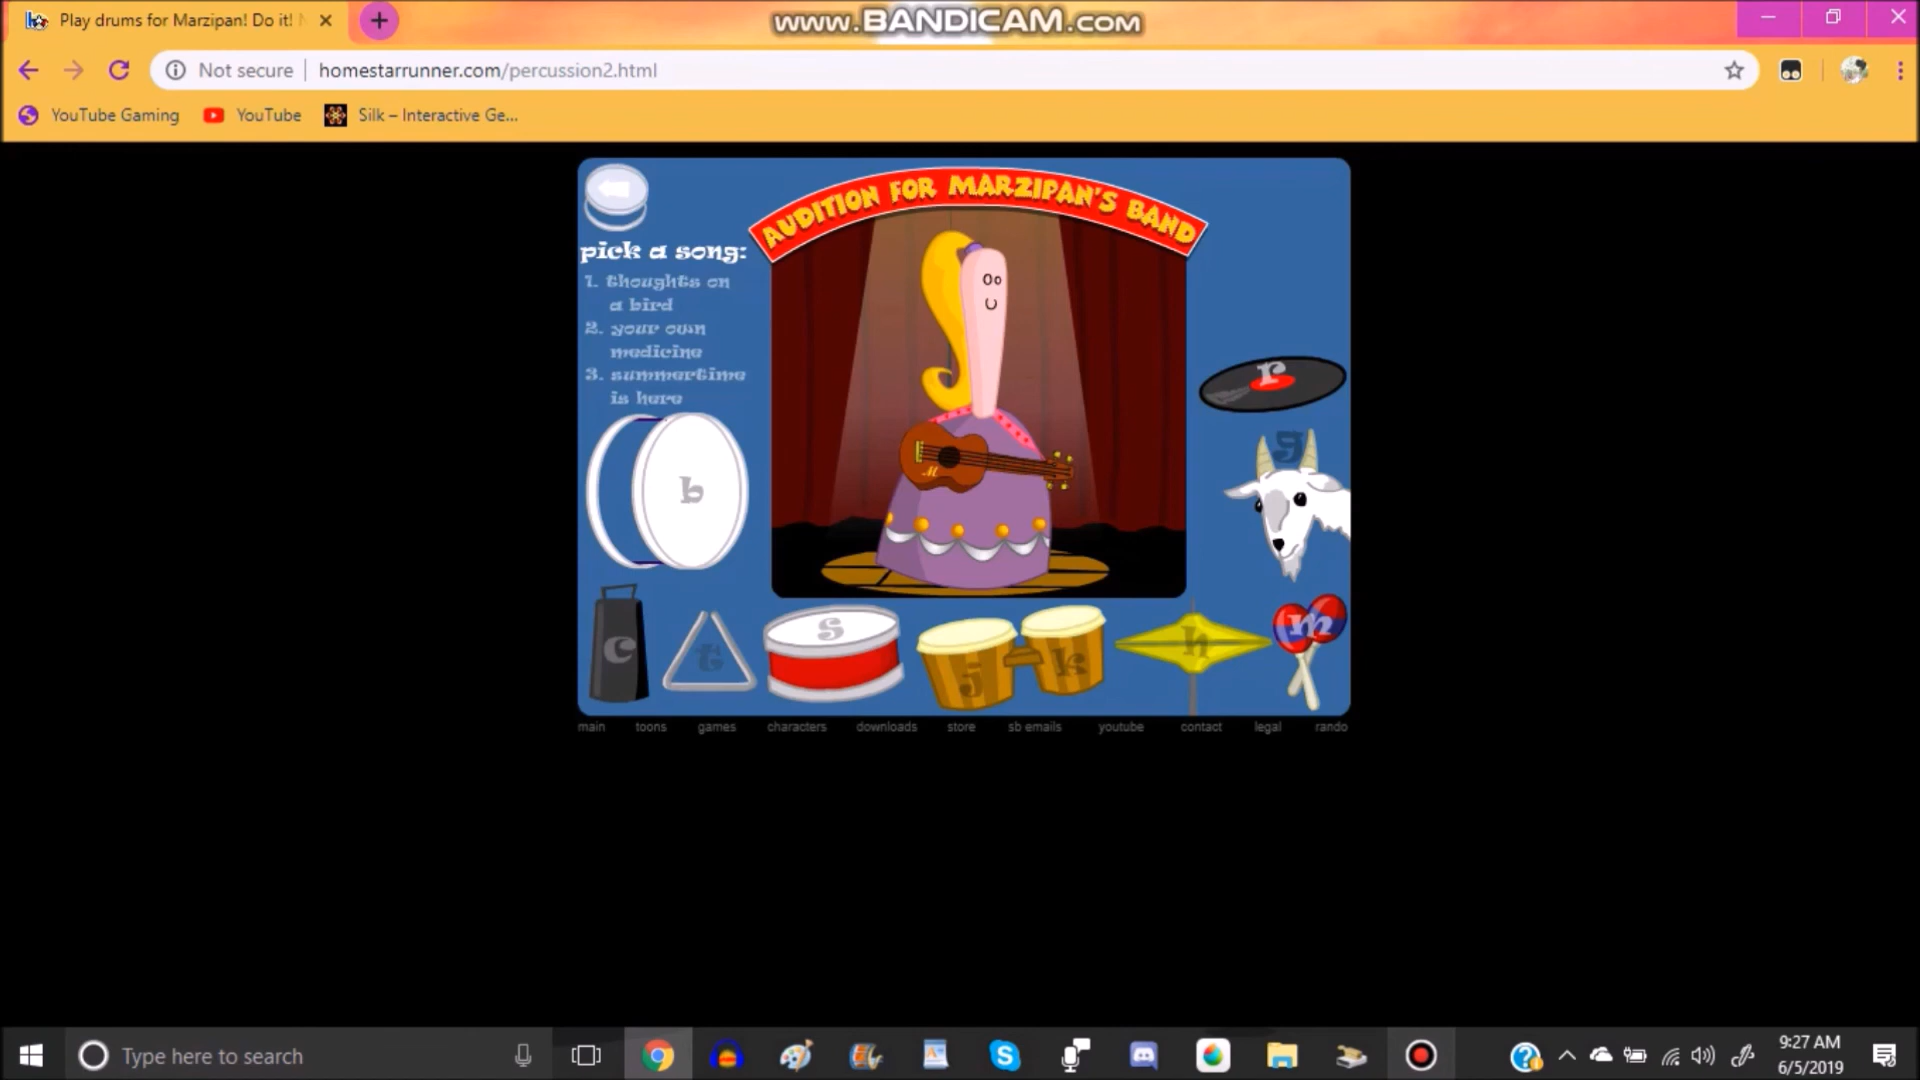 Play drums for Marzipan! Do it!
www.BANDICAM.com
Not secure
homestarrunner.com/percussion2.html
YouTube Gaming
YouTube
Silk – Interactive Ge...
AUDITION FOR MARZIPAN'S BAND
pick a song:
1. thoughts on
a bird
2. your own
medicine
3. summertime
is here
r
g
b
M
c
t
s
j
k
h
m
main toons games characters downloads store sb emails youtube contact legal rando
Type here to search
9:27 AM
6/5/2019